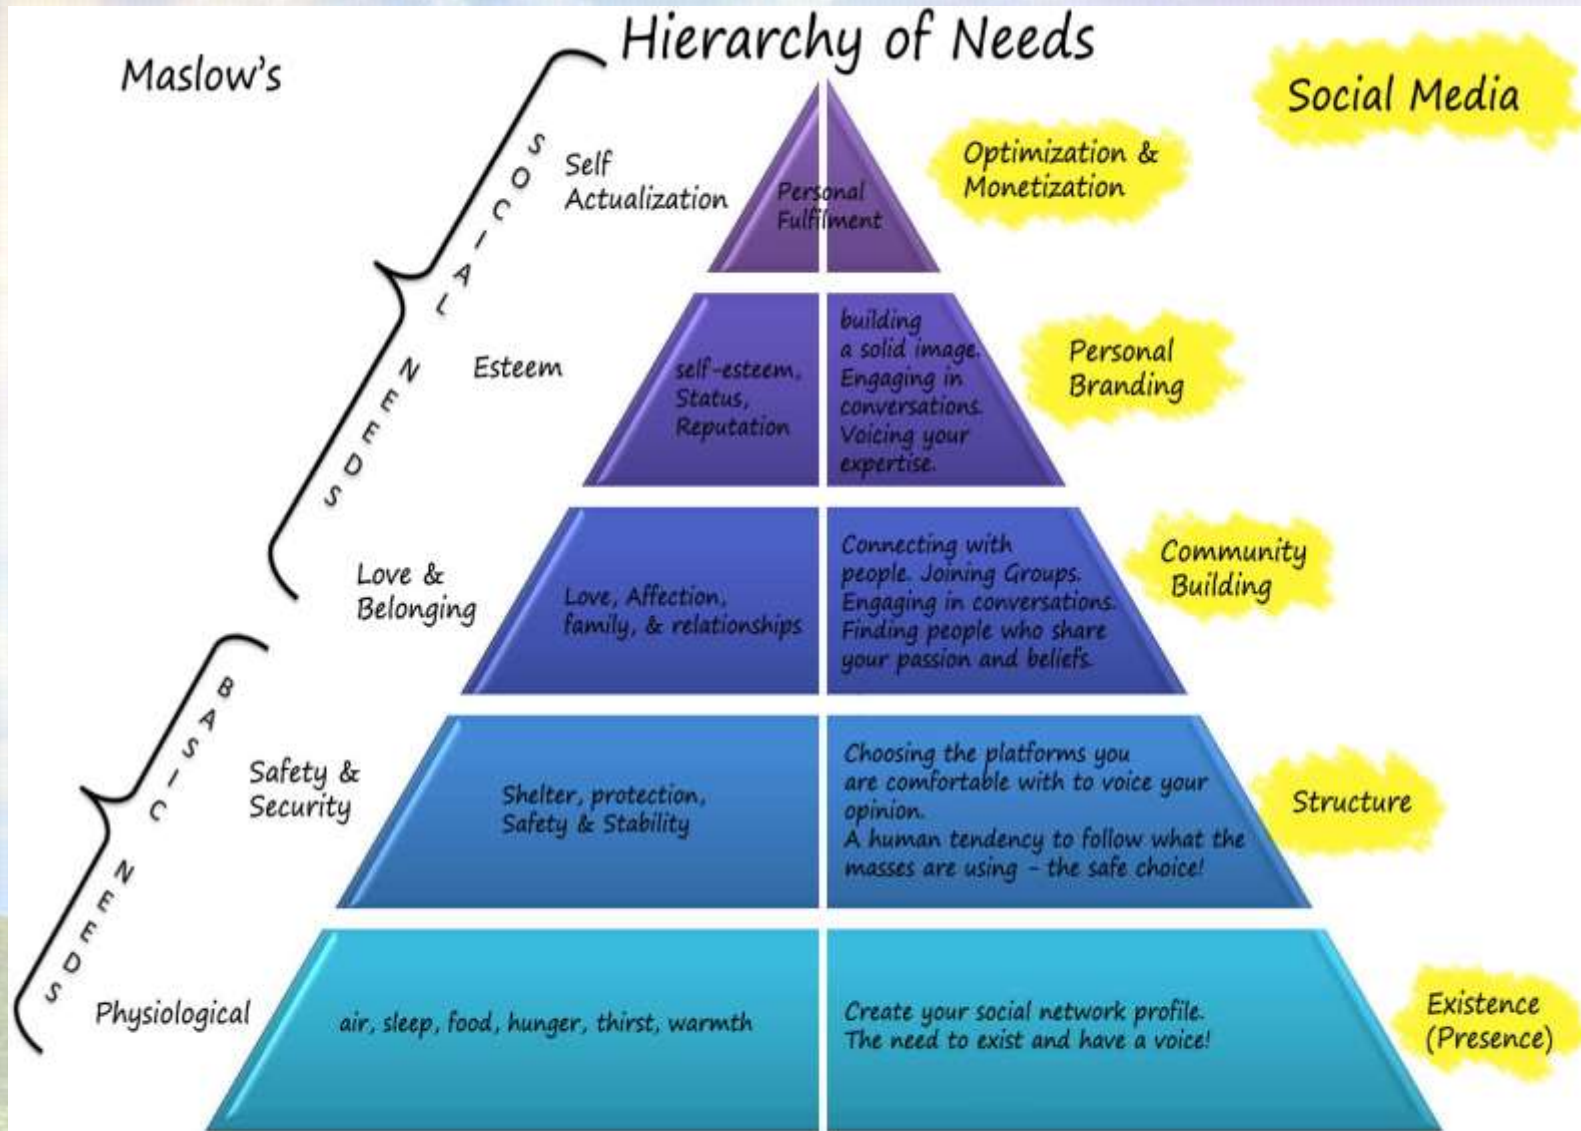 Hierarchy of Needs
Maslow's
Social Media
SOCIAL NEEDS
Self
Actualization
Personal
Fulfilment
Optimization &
Monetization
Esteem
self-esteem,
Status,
Reputation
building
a solid image.
Engaging in
conversations.
Voicing your
expertise.
Personal
Branding
Love &
Belonging
Love, Affection,
family, & relationships
Connecting with
people. Joining Groups.
Engaging in conversations.
Finding people who share
your passion and beliefs.
Community
Building
BASIC NEEDS
Safety &
Security
Shelter, protection,
Safety & Stability
Choosing the platforms you
are comfortable with to voice your
opinion.
A human tendency to follow what the
masses are using - the safe choice!
Structure
Physiological
air, sleep, food, hunger, thirst, warmth
Create your social network profile.
The need to exist and have a voice!
Existence
(Presence)